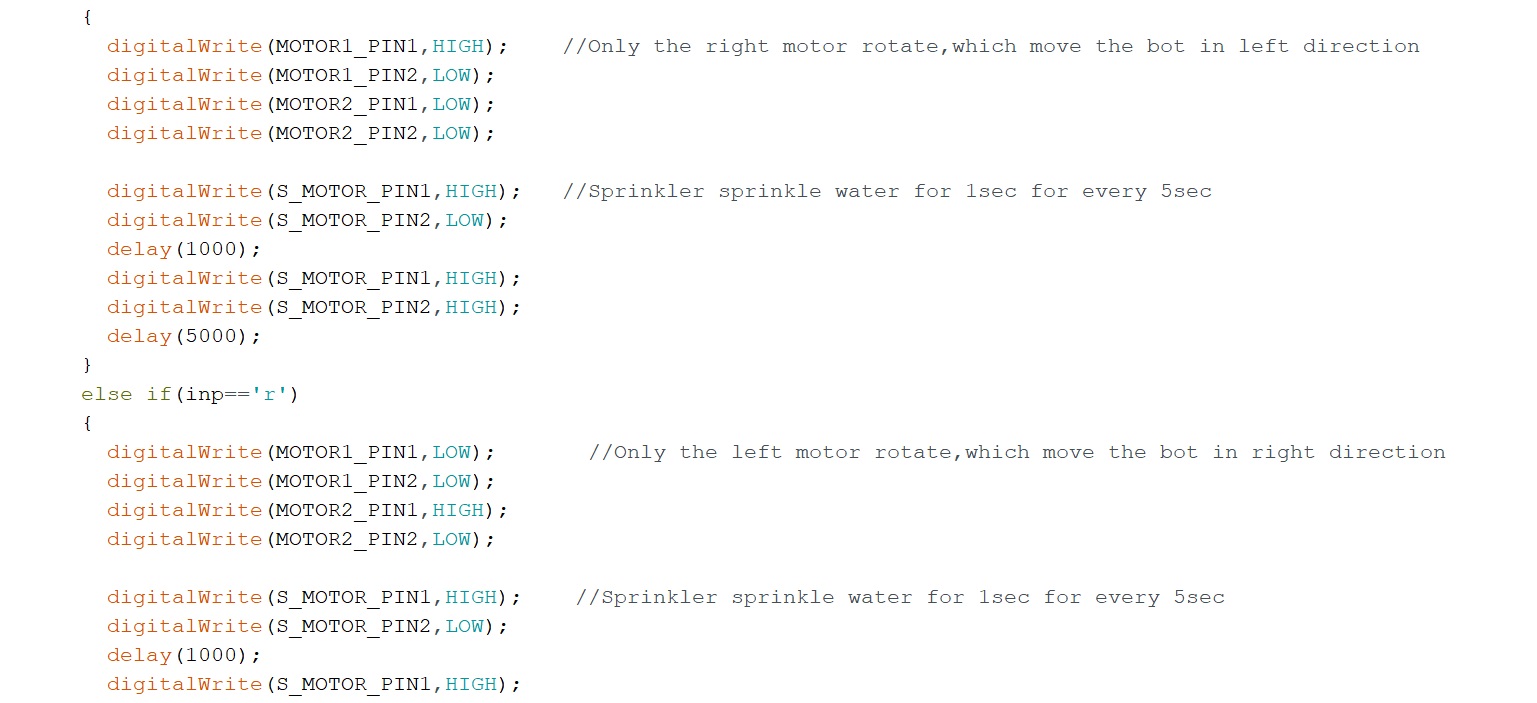 {
digitalWrite(MOTOR1_PIN1,HIGH);    //Only the right motor rotate,which move the bot in left direction
digitalWrite(MOTOR1_PIN2,LOW);
digitalWrite(MOTOR2_PIN1,LOW);
digitalWrite(MOTOR2_PIN2,LOW);
digitalWrite(S_MOTOR_PIN1,HIGH);   //Sprinkler sprinkle water for 1sec for every 5sec
digitalWrite(S_MOTOR_PIN2,LOW);
delay(1000);
digitalWrite(S_MOTOR_PIN1,HIGH);
digitalWrite(S_MOTOR_PIN2,HIGH);
delay(5000);
}
else if(inp=='r')
{
digitalWrite(MOTOR1_PIN1,LOW);       //Only the left motor rotate,which move the bot in right direction
digitalWrite(MOTOR1_PIN2,LOW);
digitalWrite(MOTOR2_PIN1,HIGH);
digitalWrite(MOTOR2_PIN2,LOW);
digitalWrite(S_MOTOR_PIN1,HIGH);    //Sprinkler sprinkle water for 1sec for every 5sec
digitalWrite(S_MOTOR_PIN2,LOW);
delay(1000);
digitalWrite(S_MOTOR_PIN1,HIGH);